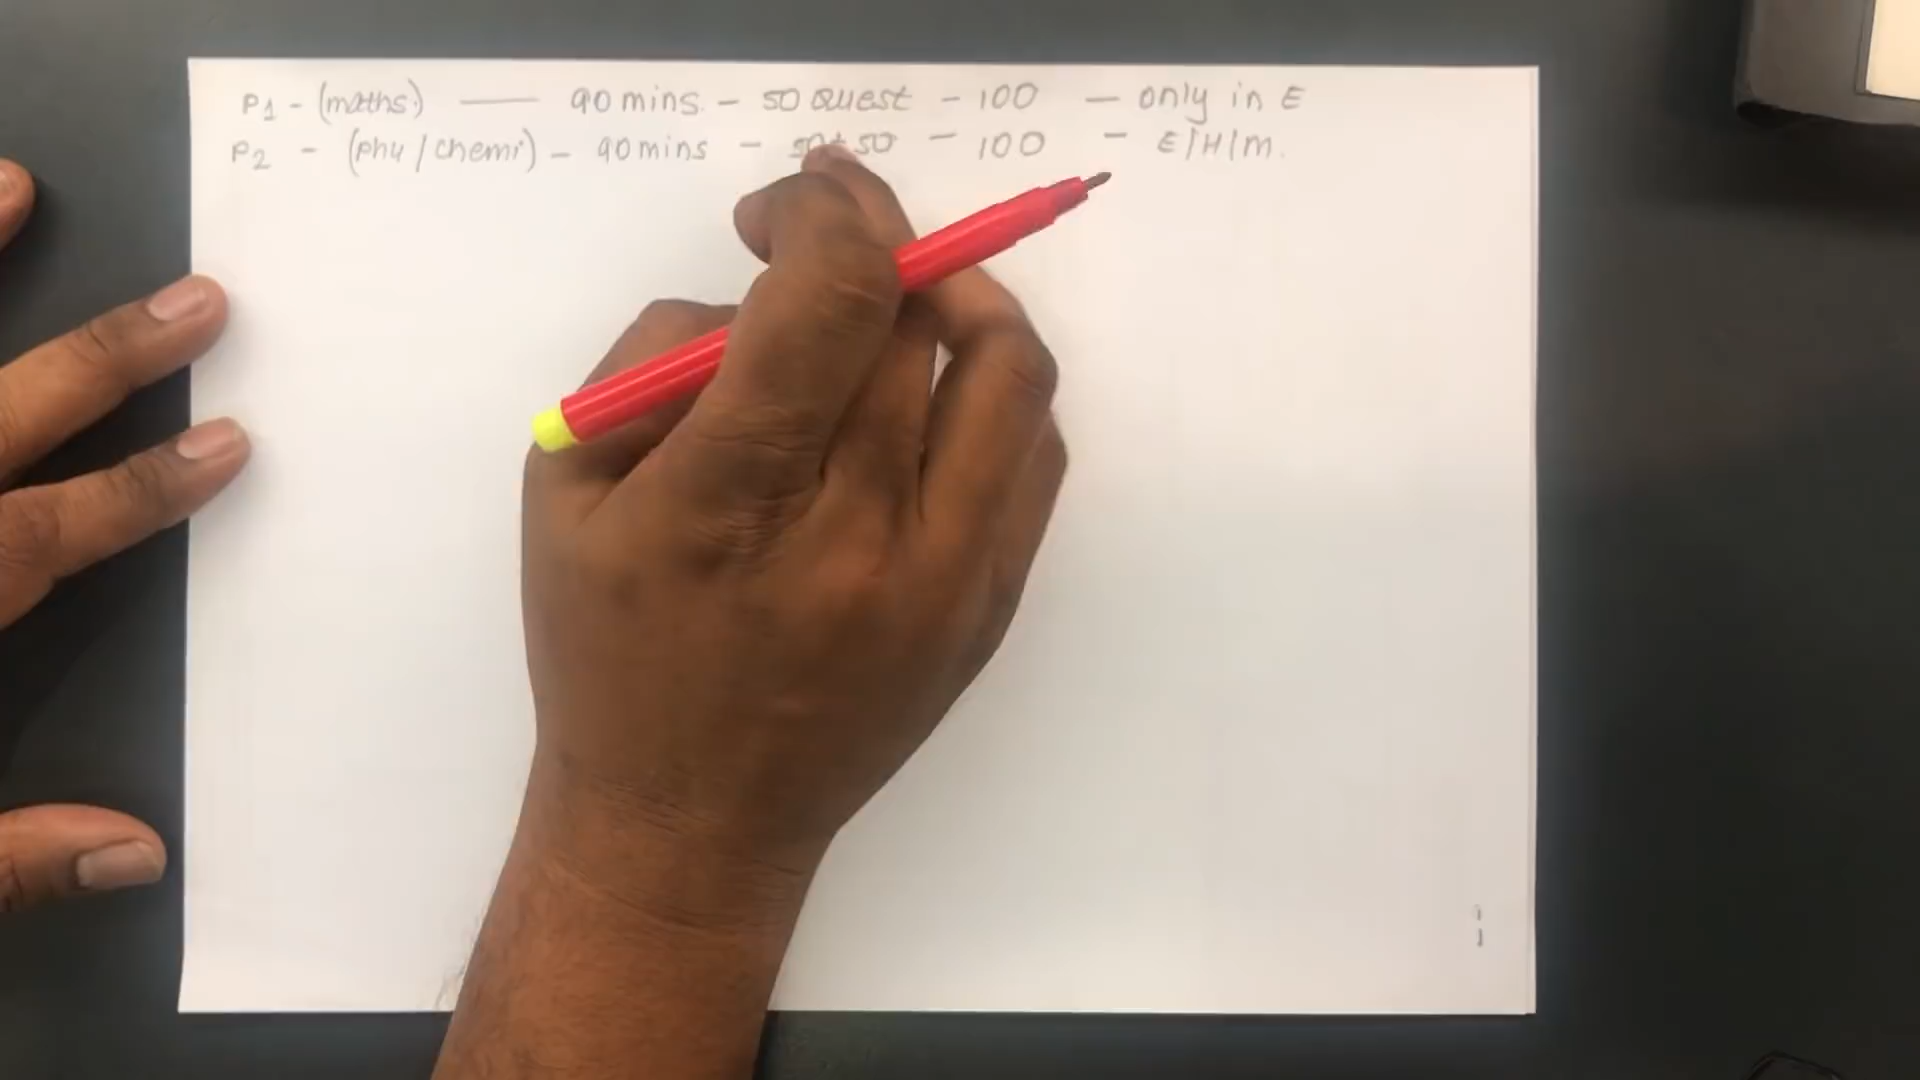 P1 - (maths) — 90 mins. - 50 Quest - 100 - only in E
P2 - (phy/chemi) - 90 mins - 50+50 - 100 - E/H/M.